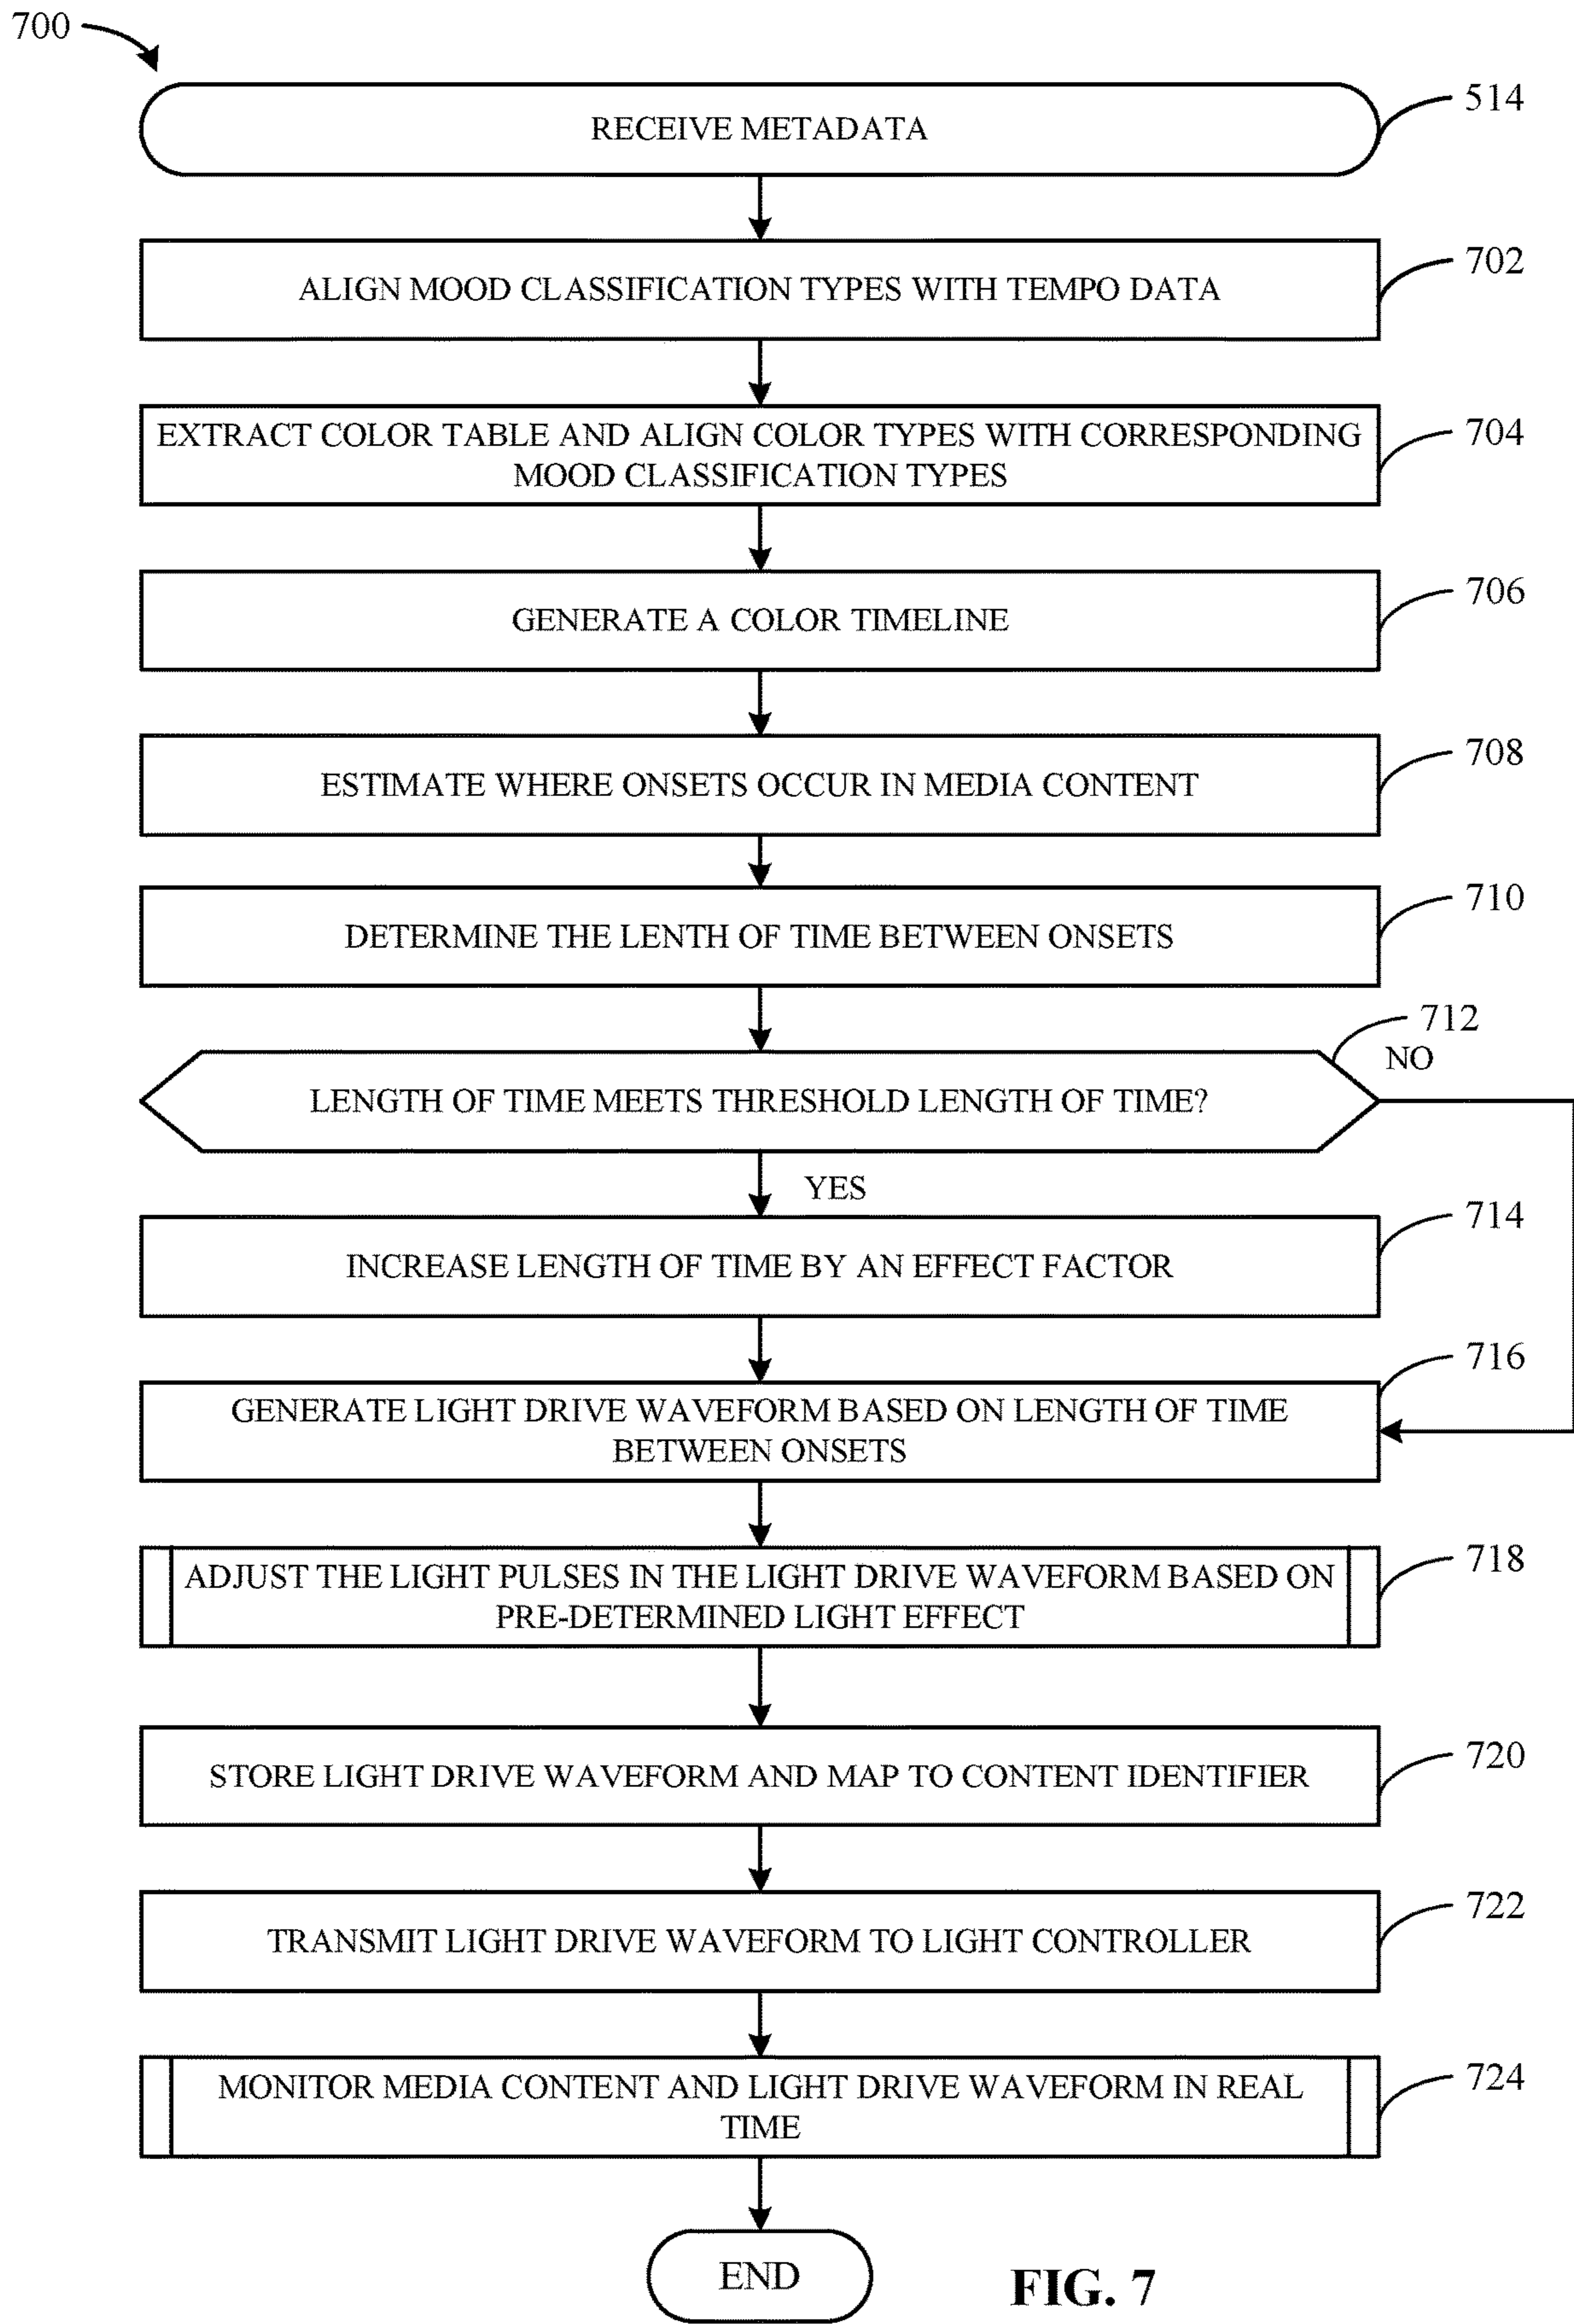 700
RECEIVE METADATA
514
ALIGN MOOD CLASSIFICATION TYPES WITH TEMPO DATA
702
EXTRACT COLOR TABLE AND ALIGN COLOR TYPES WITH CORRESPONDING
MOOD CLASSIFICATION TYPES
704
GENERATE A COLOR TIMELINE
706
ESTIMATE WHERE ONSETS OCCUR IN MEDIA CONTENT
708
DETERMINE THE LENTH OF TIME BETWEEN ONSETS
710
712
NO
LENGTH OF TIME MEETS THRESHOLD LENGTH OF TIME?
YES
INCREASE LENGTH OF TIME BY AN EFFECT FACTOR
714
GENERATE LIGHT DRIVE WAVEFORM BASED ON LENGTH OF TIME
BETWEEN ONSETS
716
ADJUST THE LIGHT PULSES IN THE LIGHT DRIVE WAVEFORM BASED ON
PRE-DETERMINED LIGHT EFFECT
718
STORE LIGHT DRIVE WAVEFORM AND MAP TO CONTENT IDENTIFIER
720
TRANSMIT LIGHT DRIVE WAVEFORM TO LIGHT CONTROLLER
722
MONITOR MEDIA CONTENT AND LIGHT DRIVE WAVEFORM IN REAL
TIME
724
END
FIG. 7